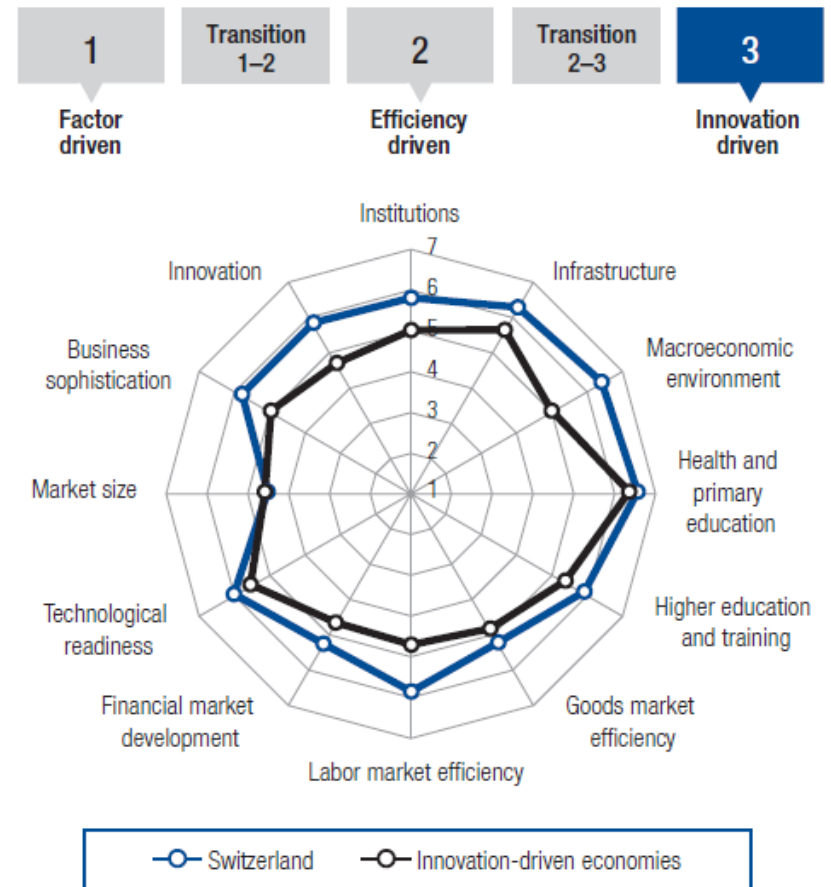 1
Transition
1–2
2
Transition
2–3
3
Factor
driven
Efficiency
driven
Innovation
driven
Institutions
7
6
5
4
3
2
1
Infrastructure
Macroeconomic
environment
Health and
primary
education
Higher education
and training
Goods market
efficiency
Labor market efficiency
Financial market
development
Technological
readiness
Market size
Business
sophistication
Innovation
Switzerland
Innovation-driven economies